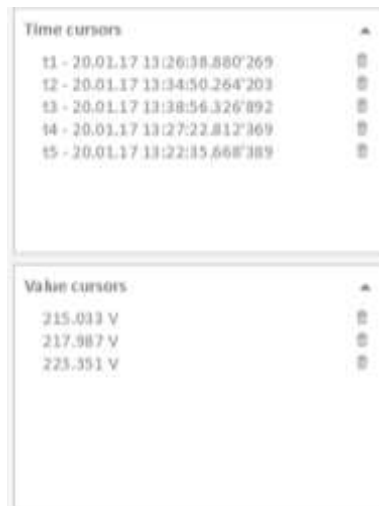 Time cursors
t1 - 20.01.17 13:26:38.880'269
t2 - 20.01.17 13:34:50.264'203
t3 - 20.01.17 13:38:56.326'892
t4 - 20.01.17 13:27:22.812'369
t5 - 20.01.17 13:22:35.668'389
Value cursors
215.033 V
217.987 V
223.351 V